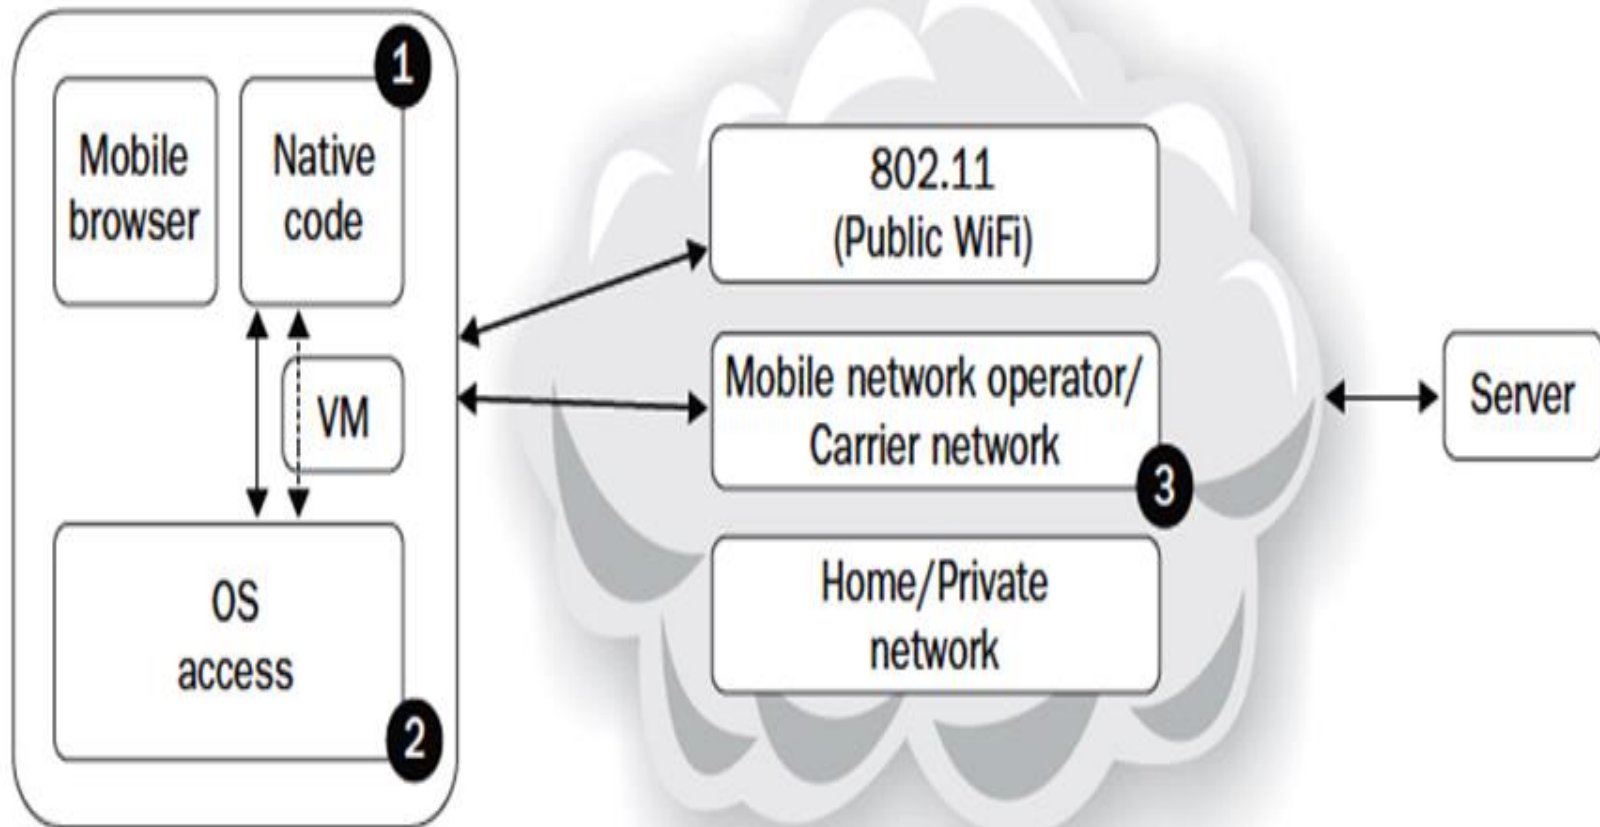 1
Mobile
browser
Native
code
VM
OS
access
2
802.11
(Public WiFi)
Mobile network operator/
Carrier network
3
Home/Private
network
Server